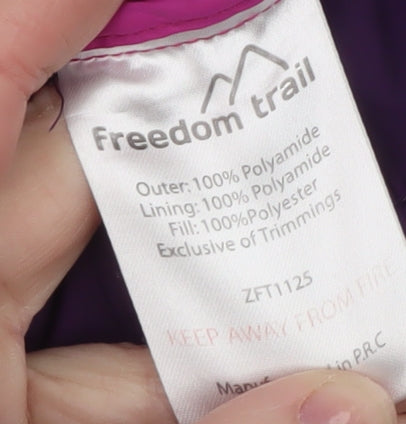 Freedom trail
Outer: 100% Polyamide
Lining: 100% Polyamide
Fill: 100%Polyester
Exclusive of Trimmings
ZFT1125
KEEP AWAY FROM FIRE
in P.R.C